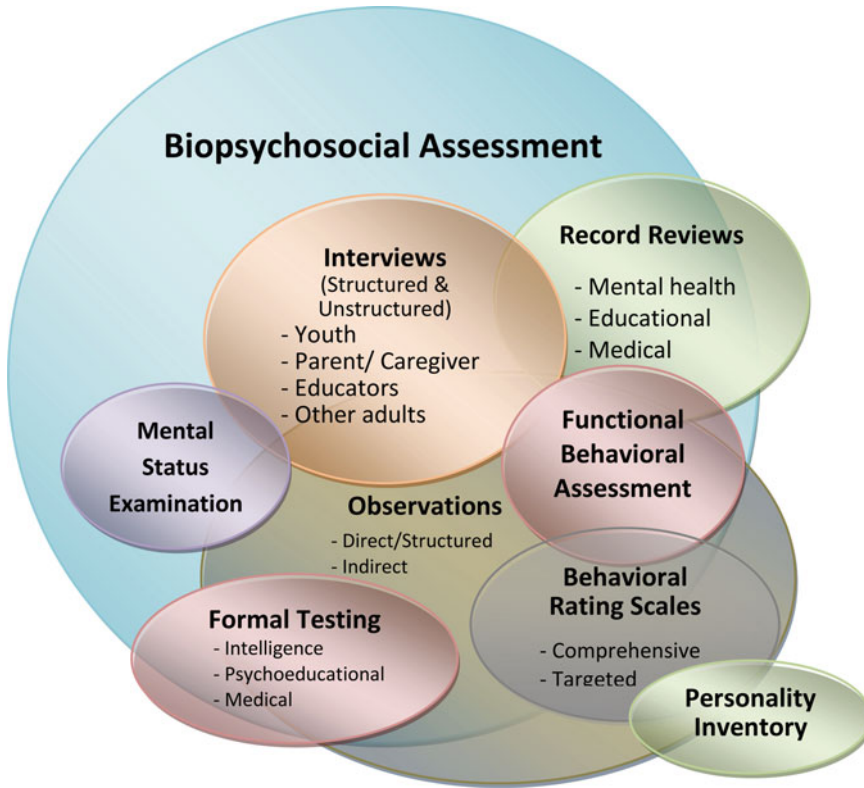 Biopsychosocial Assessment
Interviews
(Structured &
Unstructured)
- Youth
- Parent/ Caregiver
- Educators
- Other adults
Record Reviews
- Mental health
- Educational
- Medical
Mental
Status
Examination
Functional
Behavioral
Assessment
Observations
- Direct/Structured
- Indirect
Behavioral
Rating Scales
- Comprehensive
- Targeted
Formal Testing
- Intelligence
- Psychoeducational
- Medical
Personality
Inventory